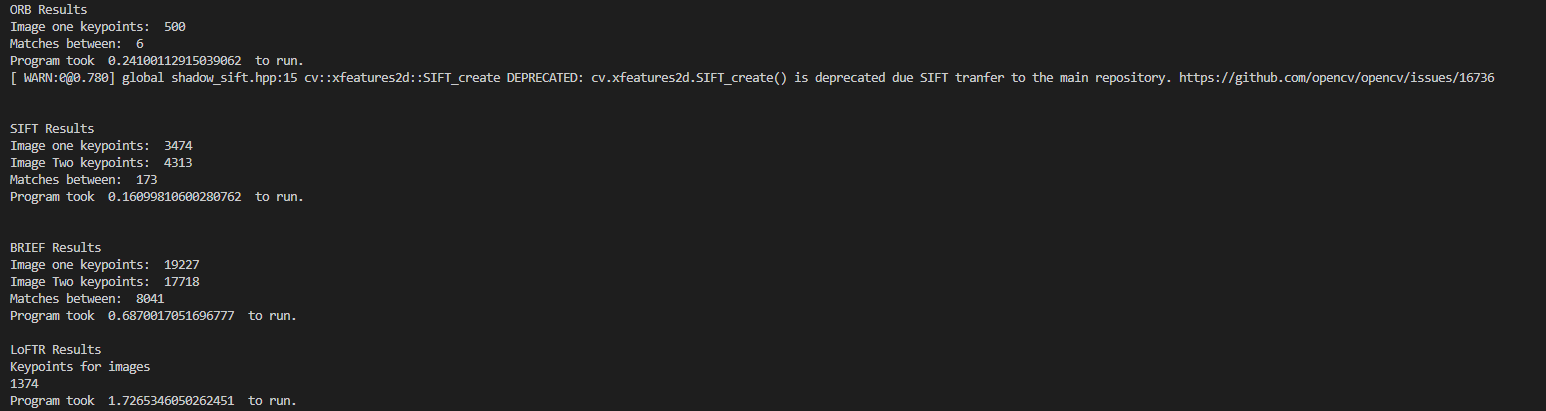 ORB Results
Image one keypoints:  500
Matches between:  6
Program took  0.24100112915039062  to run.
[ WARN:0@0.780] global shadow_sift.hpp:15 cv::xfeatures2d::SIFT_create DEPRECATED: cv.xfeatures2d.SIFT_create() is deprecated due SIFT tranfer to the main repository. https://github.com/opencv/opencv/issues/16736
SIFT Results
Image one keypoints:  3474
Image Two keypoints:  4313
Matches between:  173
Program took  0.16099810600280762  to run.
BRIEF Results
Image one keypoints:  19227
Image Two keypoints:  17718
Matches between:  8041
Program took  0.6870017051696777  to run.
LoFTR Results
Keypoints for images
1374
Program took  1.7265346050262451  to run.